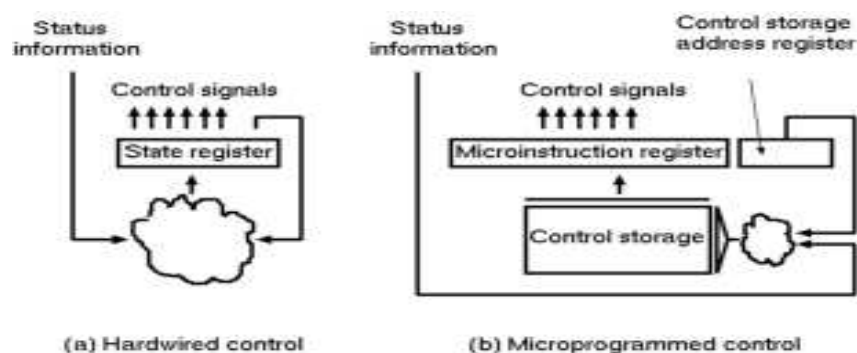 Status
information
Control signals
State register
(a) Hardwired control
Status
information
Control storage
address register
Control signals
Microinstruction register
Control storage
(b) Microprogrammed control